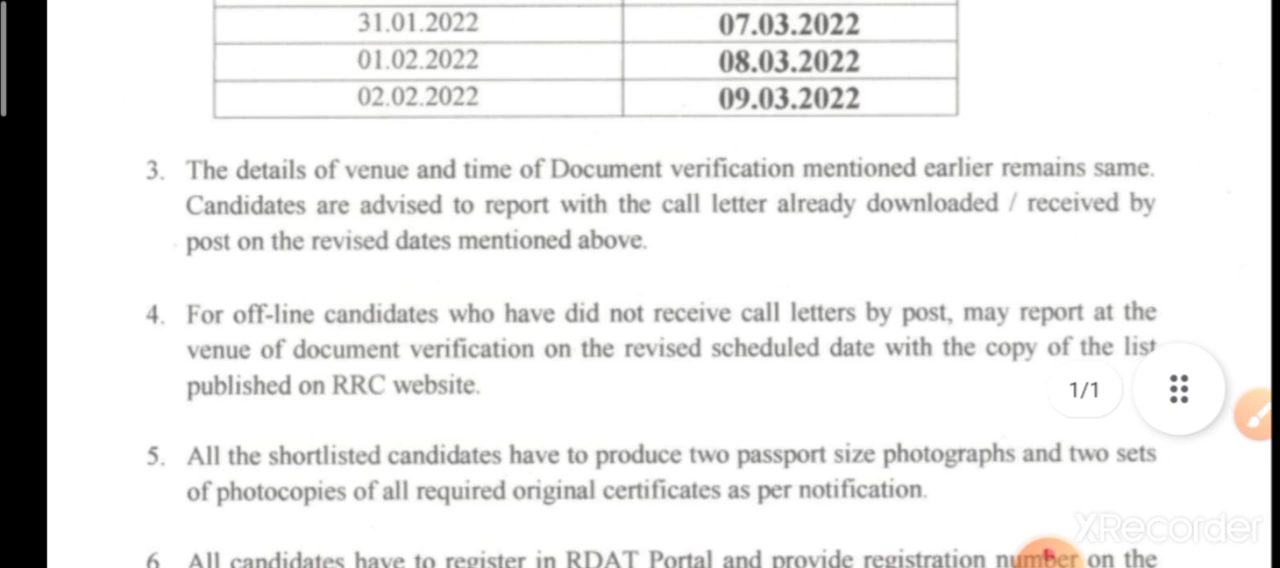 31.01.2022 07.03.2022
01.02.2022 08.03.2022
02.02.2022 09.03.2022
3. The details of venue and time of Document verification mentioned earlier remains same.
Candidates are advised to report with the call letter already downloaded / received by
post on the revised dates mentioned above.
4. For off-line candidates who have did not receive call letters by post, may report at the
venue of document verification on the revised scheduled date with the copy of the list
published on RRC website.
1/1
5. All the shortlisted candidates have to produce two passport size photographs and two sets
of photocopies of all required original certificates as per notification.
XRecorder
6. All candidates have to register in RDAT Portal and provide registration number on the